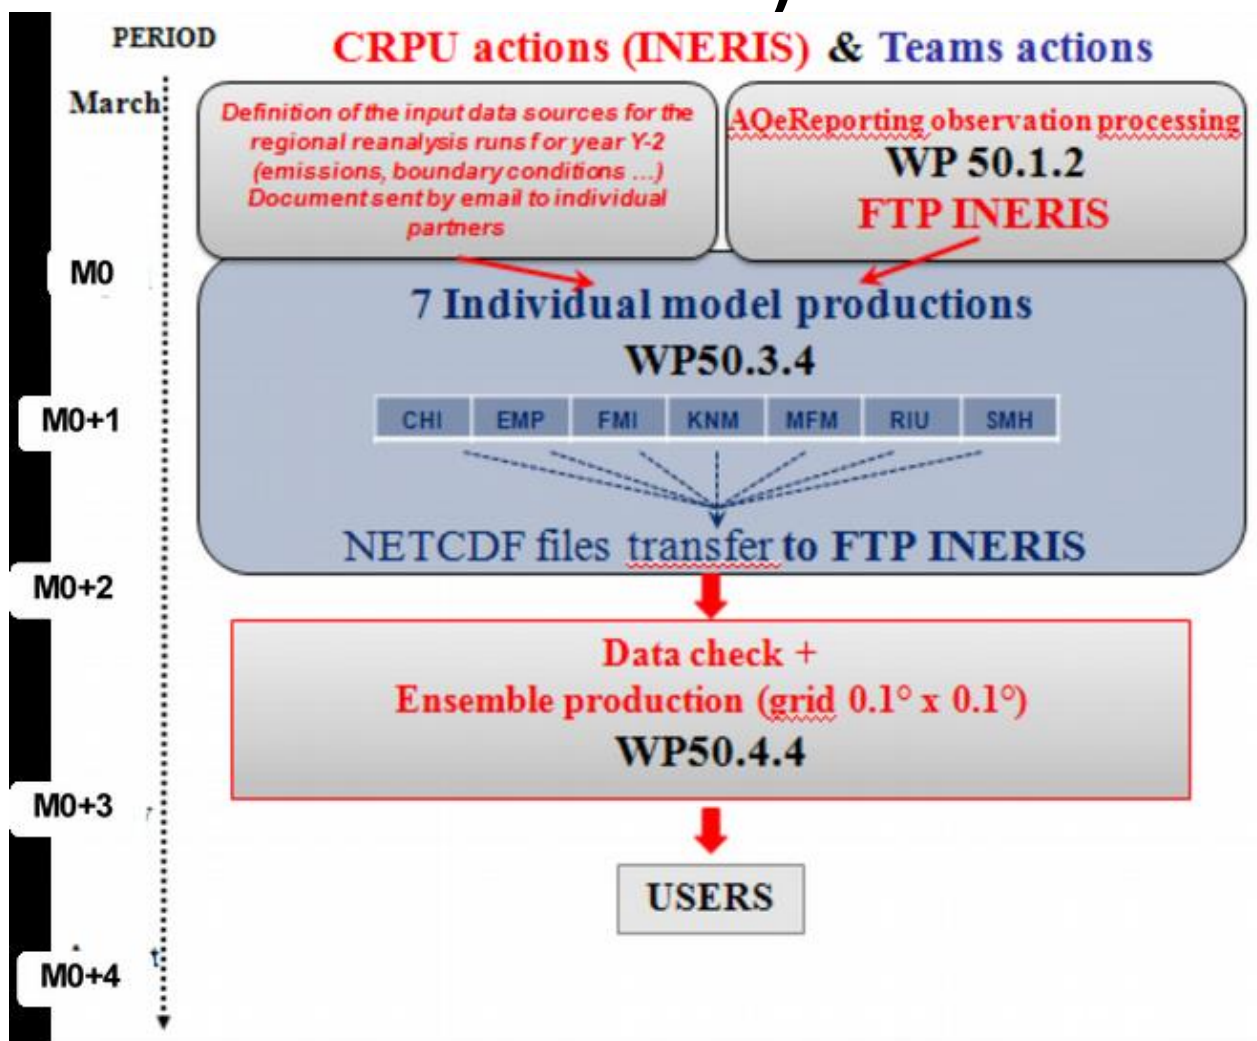 PERIOD
CRPU actions (INERIS) & Teams actions
March
Definition of the input data sources for the
regional reanalysis runs for year Y-2
(emissions, boundary conditions ...)
Document sent by email to individual
partners
AQeReporting observation processing
WP 50.1.2
FTP INERIS
M0
7 Individual model productions
WP50.3.4
M0+1
CHI EMP FMI KNM MFM RIU SMH
NETCDF files transfer to FTP INERIS
M0+2
Data check +
Ensemble production (grid 0.1° x 0.1°)
WP50.4.4
M0+3
USERS
M0+4